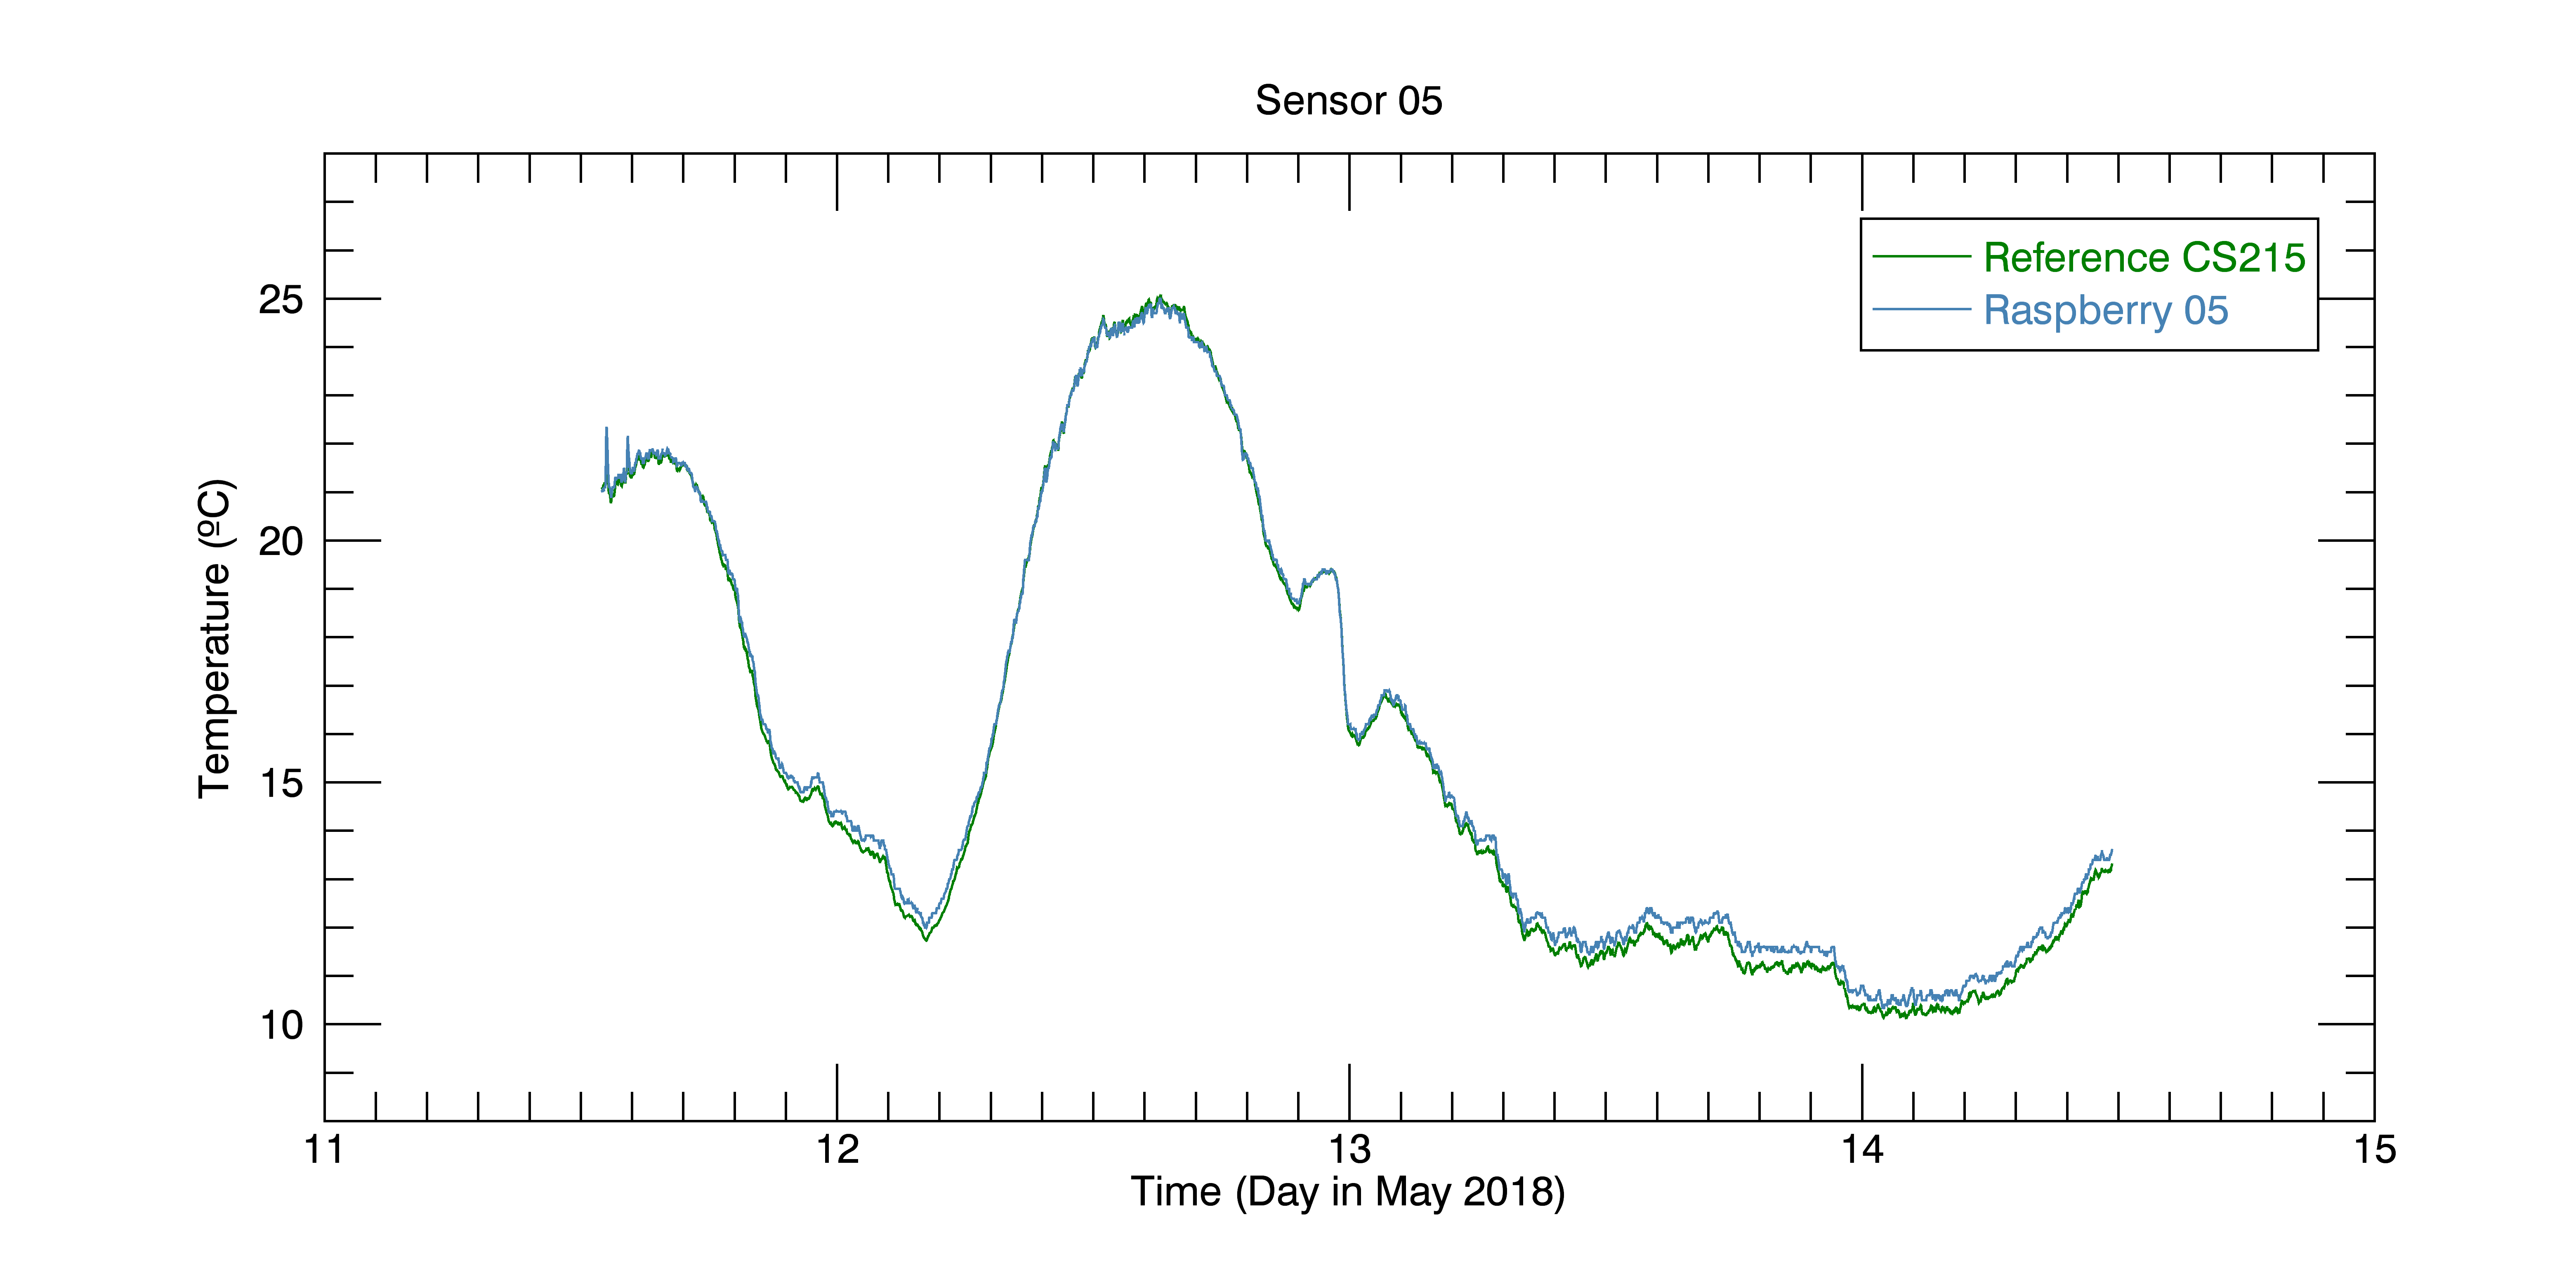 Sensor 05
Reference CS215
Raspberry 05
Temperature (ºC)
25
20
15
10
11 12 13 14 15
Time (Day in May 2018)